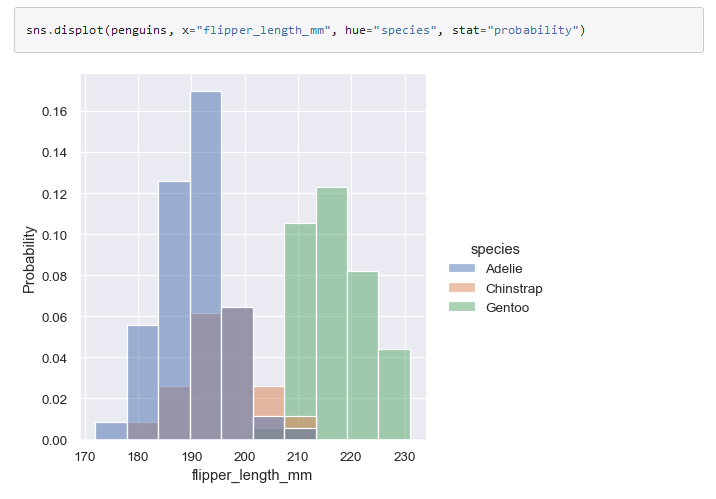 sns.displot(penguins, x="flipper_length_mm", hue="species", stat="probability")
0.16
0.14
0.12
0.10
0.08
0.06
0.04
0.02
0.00
Probability
170 180 190 200 210 220 230
flipper_length_mm
species
Adelie
Chinstrap
Gentoo